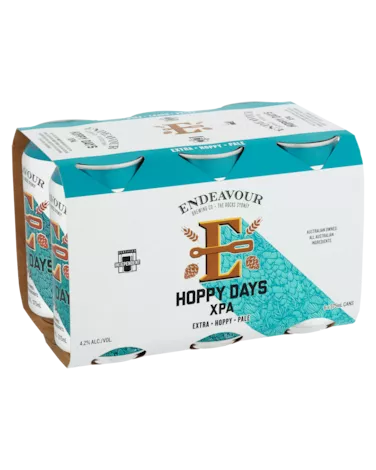 EXTRA • HOPPY • PALE
ENDEAVOUR
BREWING CO • THE ROCKS SYDNEY
E
HOPPY DAYS
XPA
EXTRA • HOPPY • PALE
AUSTRALIAN OWNED.
ALL AUSTRALIAN
INGREDIENTS
4.2% ALC/VOL.